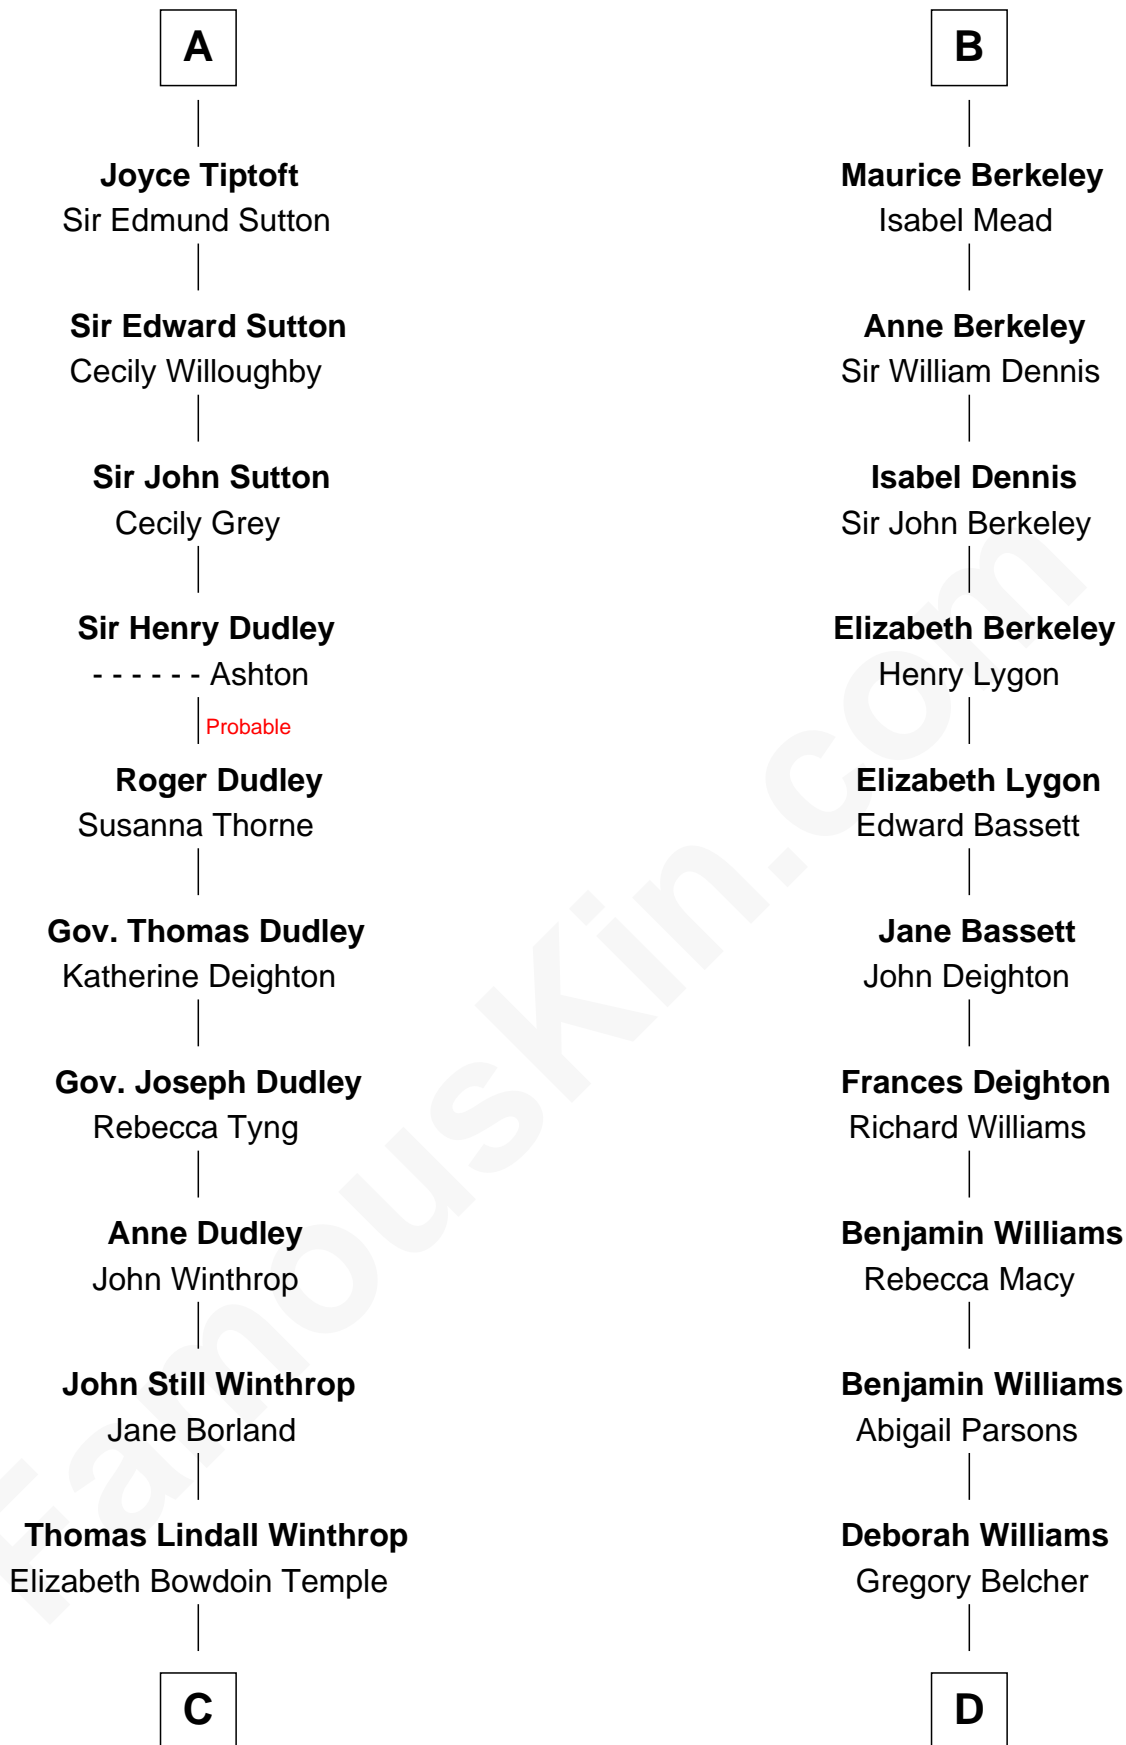 A
Joyce Tiptoft
Sir Edmund Sutton
Sir Edward Sutton
Cecily Willoughby
Sir John Sutton
Cecily Grey
Sir Henry Dudley
- - - - - - Ashton
Probable
Roger Dudley
Susanna Thorne
Gov. Thomas Dudley
Katherine Deighton
Gov. Joseph Dudley
Rebecca Tyng
Anne Dudley
John Winthrop
John Still Winthrop
Jane Borland
Thomas Lindall Winthrop
Elizabeth Bowdoin Temple
C
B
Maurice Berkeley
Isabel Mead
Anne Berkeley
Sir William Dennis
Isabel Dennis
Sir John Berkeley
Elizabeth Berkeley
Henry Lygon
Elizabeth Lygon
Edward Bassett
Jane Bassett
John Deighton
Frances Deighton
Richard Williams
Benjamin Williams
Rebecca Macy
Benjamin Williams
Abigail Parsons
Deborah Williams
Gregory Belcher
D
FamousKin.com